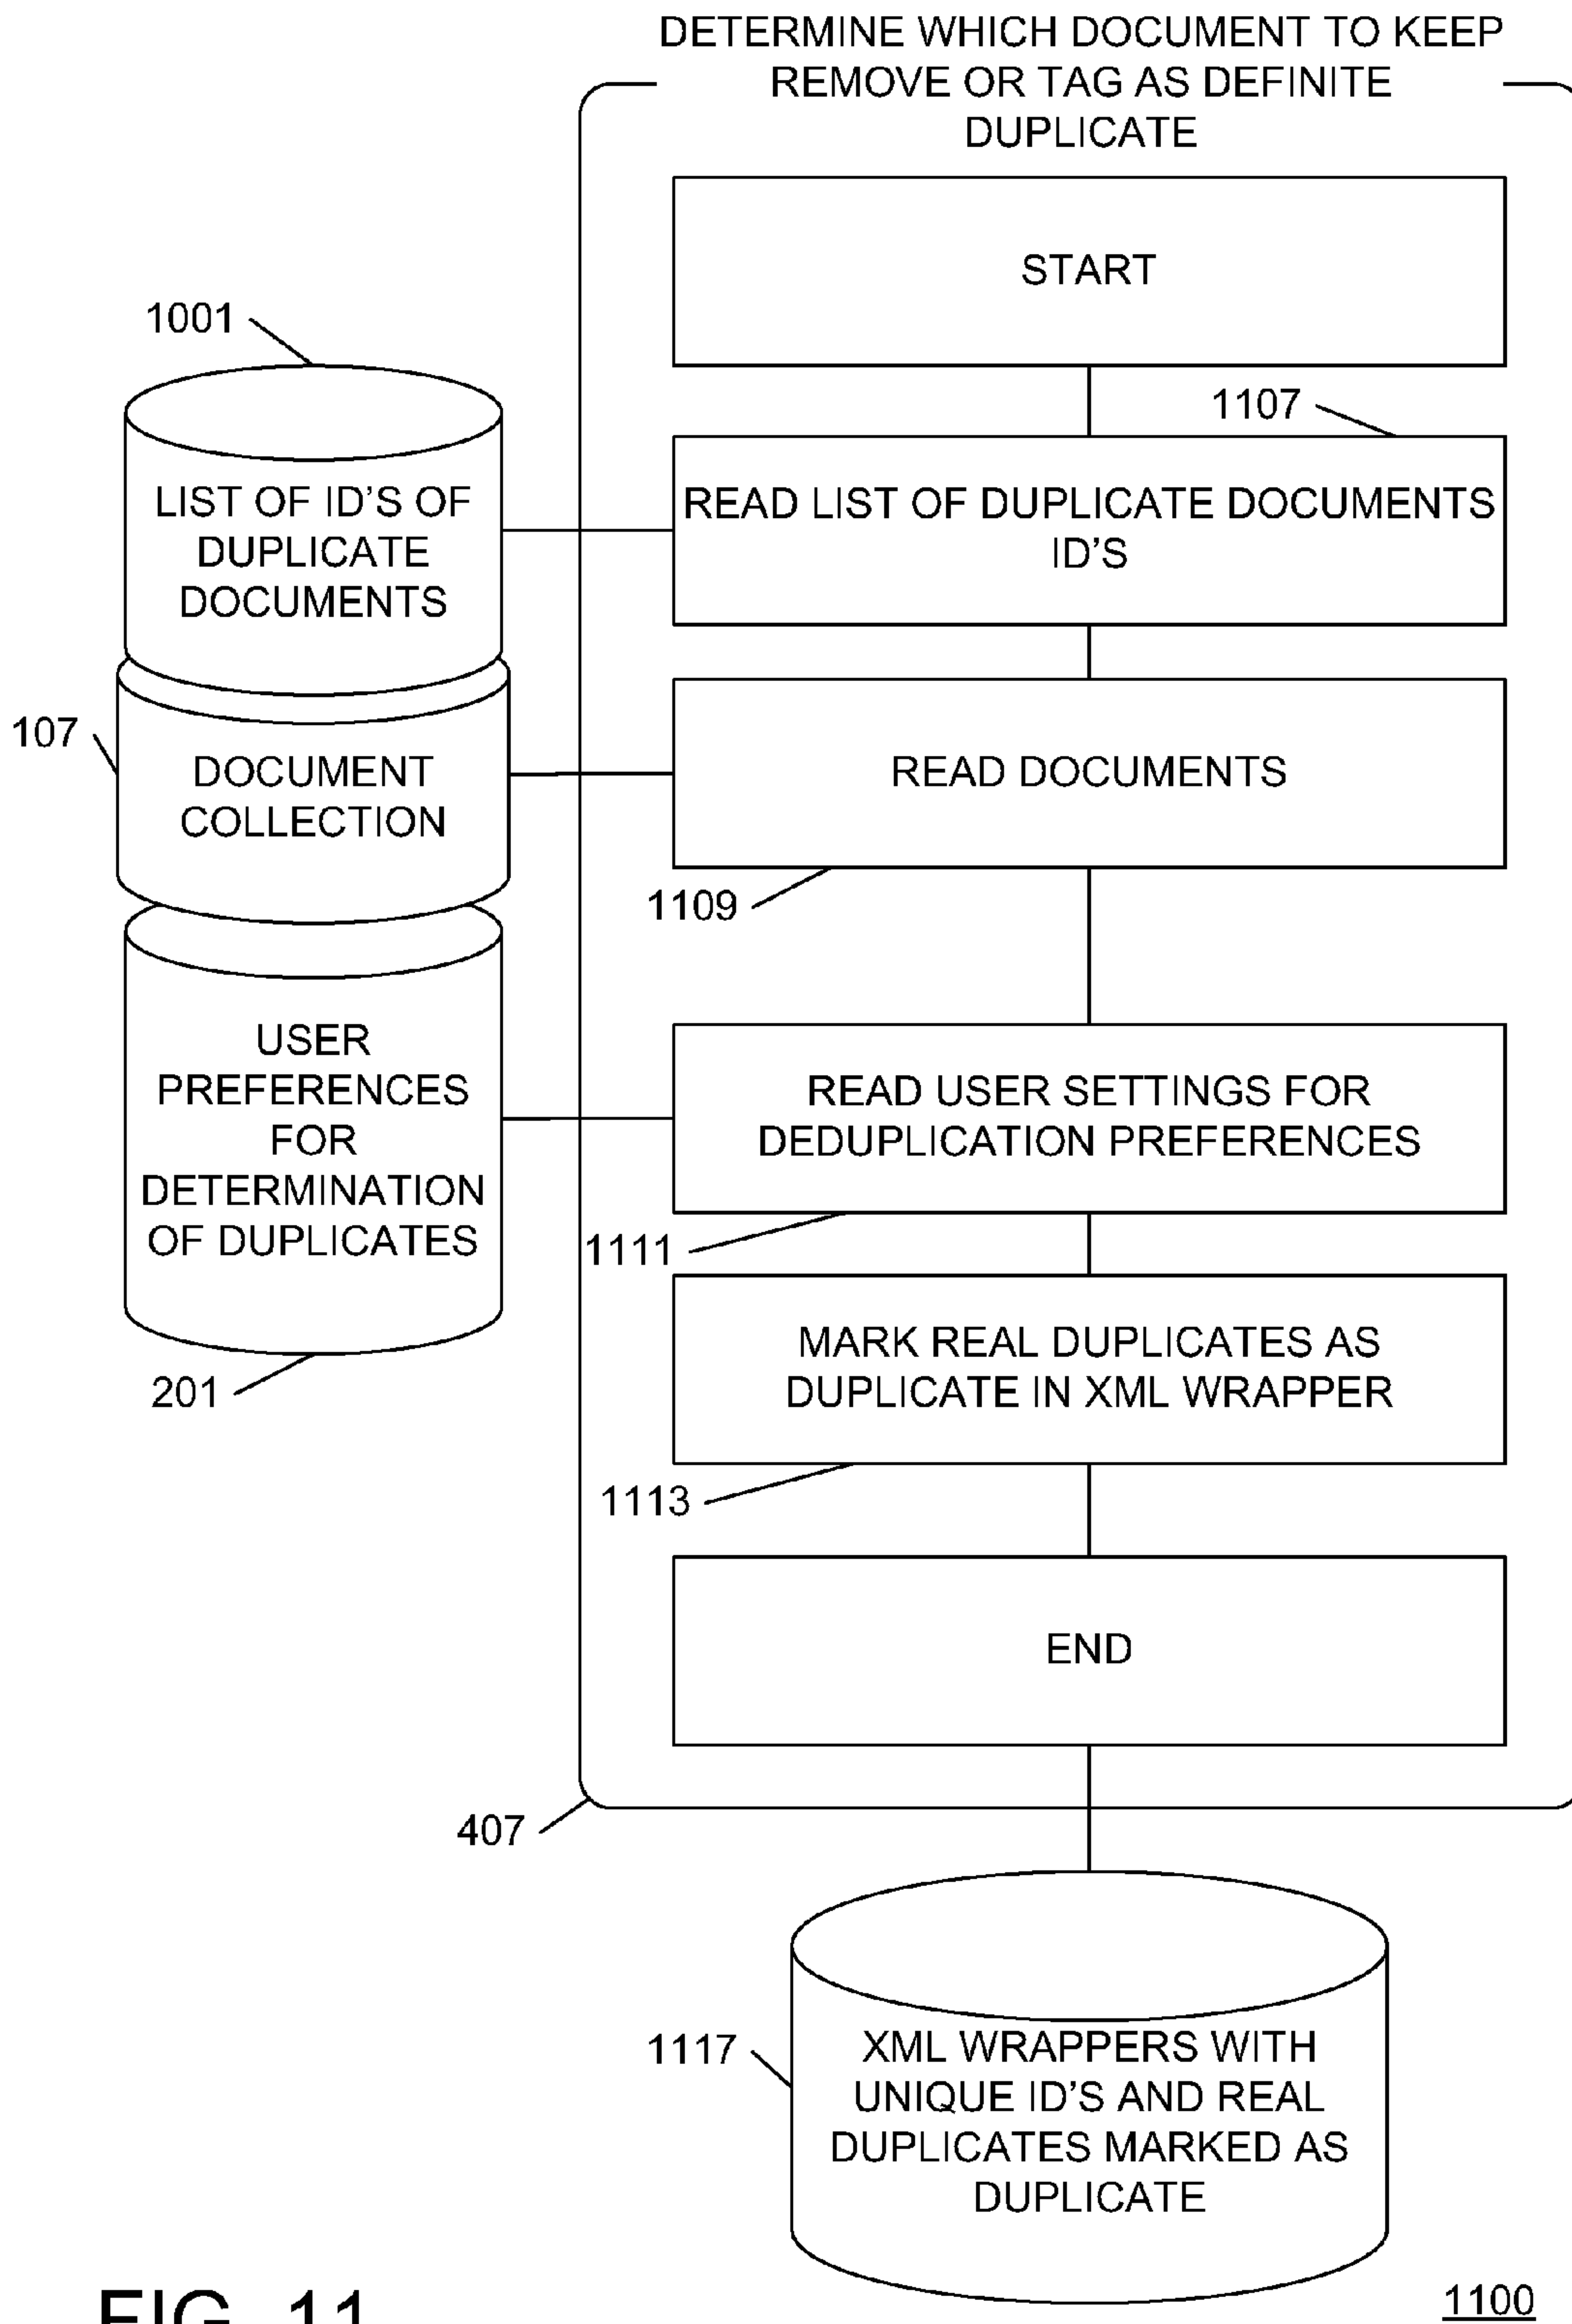 DETERMINE WHICH DOCUMENT TO KEEP
REMOVE OR TAG AS DEFINITE
DUPLICATE
START
1001
1107
LIST OF ID'S OF
DUPLICATE
DOCUMENTS
READ LIST OF DUPLICATE DOCUMENTS
ID'S
107
DOCUMENT
COLLECTION
READ DOCUMENTS
1109
USER
PREFERENCES
FOR
DETERMINATION
OF DUPLICATES
READ USER SETTINGS FOR
DEDUPLICATION PREFERENCES
1111
201
MARK REAL DUPLICATES AS
DUPLICATE IN XML WRAPPER
1113
END
407
1117
XML WRAPPERS WITH
UNIQUE ID'S AND REAL
DUPLICATES MARKED AS
DUPLICATE
FIG. 11
1100